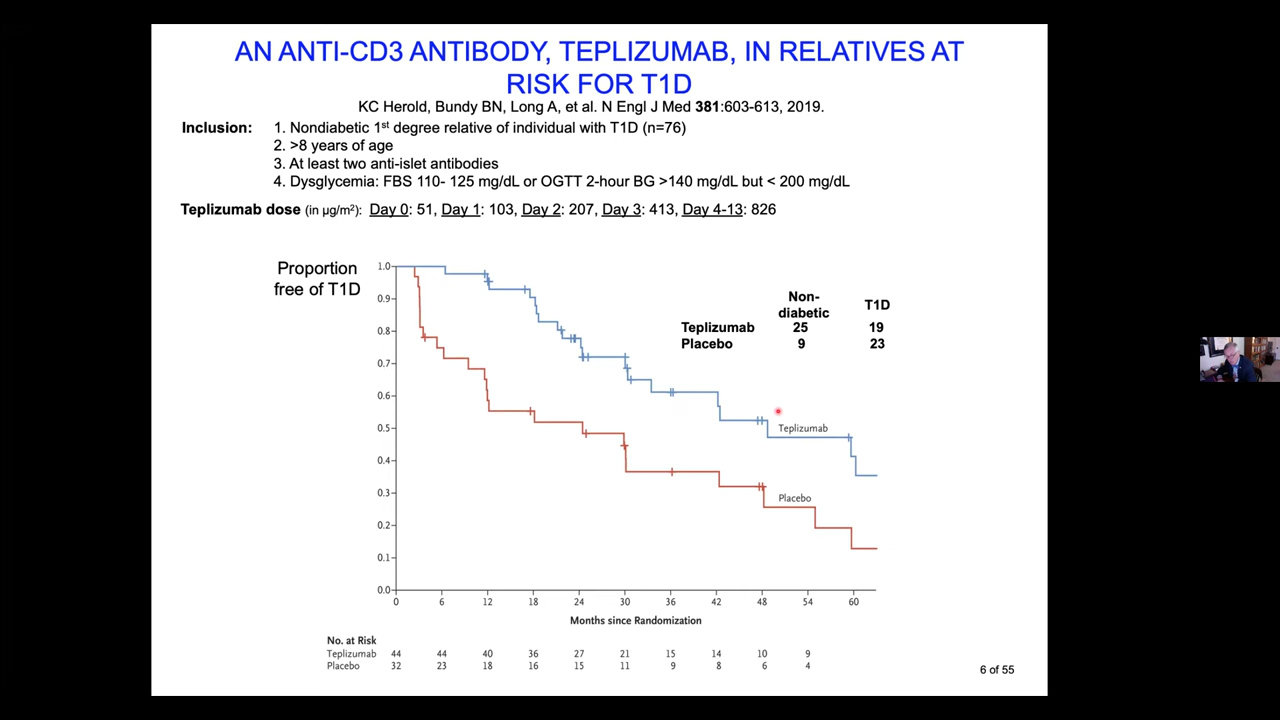 AN ANTI-CD3 ANTIBODY, TEPLIZUMAB, IN RELATIVES AT
RISK FOR T1D
KC Herold, Bundy BN, Long A, et al. N Engl J Med 381:603-613, 2019.
Inclusion: 1. Nondiabetic 1st degree relative of individual with T1D (n=76)
2. >8 years of age
3. At least two anti-islet antibodies
4. Dysglycemia: FBS 110- 125 mg/dL or OGTT 2-hour BG >140 mg/dL but < 200 mg/dL
Teplizumab dose (in µg/m²): Day 0: 51, Day 1: 103, Day 2: 207, Day 3: 413, Day 4-13: 826
Proportion
free of T1D
1.0
0.9
0.8
0.7
0.6
0.5
0.4
0.3
0.2
0.1
0.0
Non-
diabetic T1D
Teplizumab 25 19
Placebo 9 23
Teplizumab
Placebo
0 6 12 18 24 30 36 42 48 54 60
Months since Randomization
No. at Risk
Teplizumab 44 44 40 36 27 21 15 14 10 9
Placebo 32 23 18 16 15 11 9 8 6 4
6 of 55